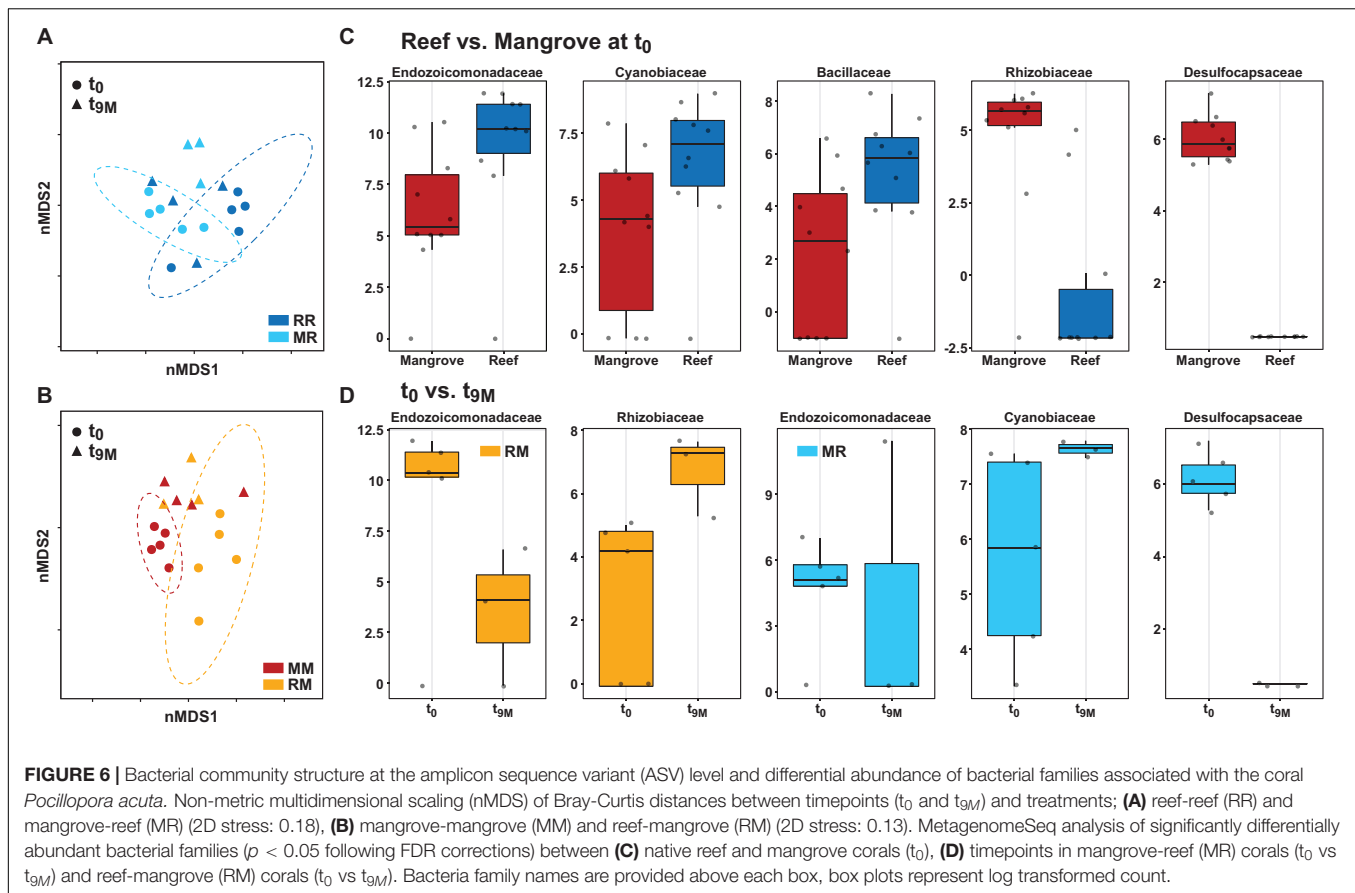 A
t0
t9M
nMDS2
RR
MR
nMDS1
B
t0
t9M
nMDS2
MM
RM
nMDS1
C Reef vs. Mangrove at t0
Endozoicomonadaceae Cyanobiaceae Bacillaceae Rhizobiaceae Desulfocapsaceae
12.5 10 7.5 5 2.5 0
7.5 5 2.5 0
8 6 4 2 0
5 2.5 -0 -2.5
6 4 2
Mangrove Reef Mangrove Reef Mangrove Reef Mangrove Reef Mangrove Reef
D t0 vs. t9M
Endozoicomonadaceae Rhizobiaceae Endozoicomonadaceae Cyanobiaceae Desulfocapsaceae
RM
MR
12.5 10 7.5 5 2.5 0
8 6 4 2 0
9 6 3 0
8 7 6 5 4
6 4 2
t0 t9M t0 t9M t0 t9M t0 t9M t0 t9M
FIGURE 6 | Bacterial community structure at the amplicon sequence variant (ASV) level and differential abundance of bacterial families associated with the coral
Pocillopora acuta. Non-metric multidimensional scaling (nMDS) of Bray-Curtis distances between timepoints (t0 and t9M) and treatments; (A) reef-reef (RR) and
mangrove-reef (MR) (2D stress: 0.18), (B) mangrove-mangrove (MM) and reef-mangrove (RM) (2D stress: 0.13). MetagenomeSeq analysis of significantly differentially
abundant bacterial families (p < 0.05 following FDR corrections) between (C) native reef and mangrove corals (t0), (D) timepoints in mangrove-reef (MR) corals (t0 vs
t9M) and reef-mangrove (RM) corals (t0 vs t9M). Bacteria family names are provided above each box, box plots represent log transformed count.